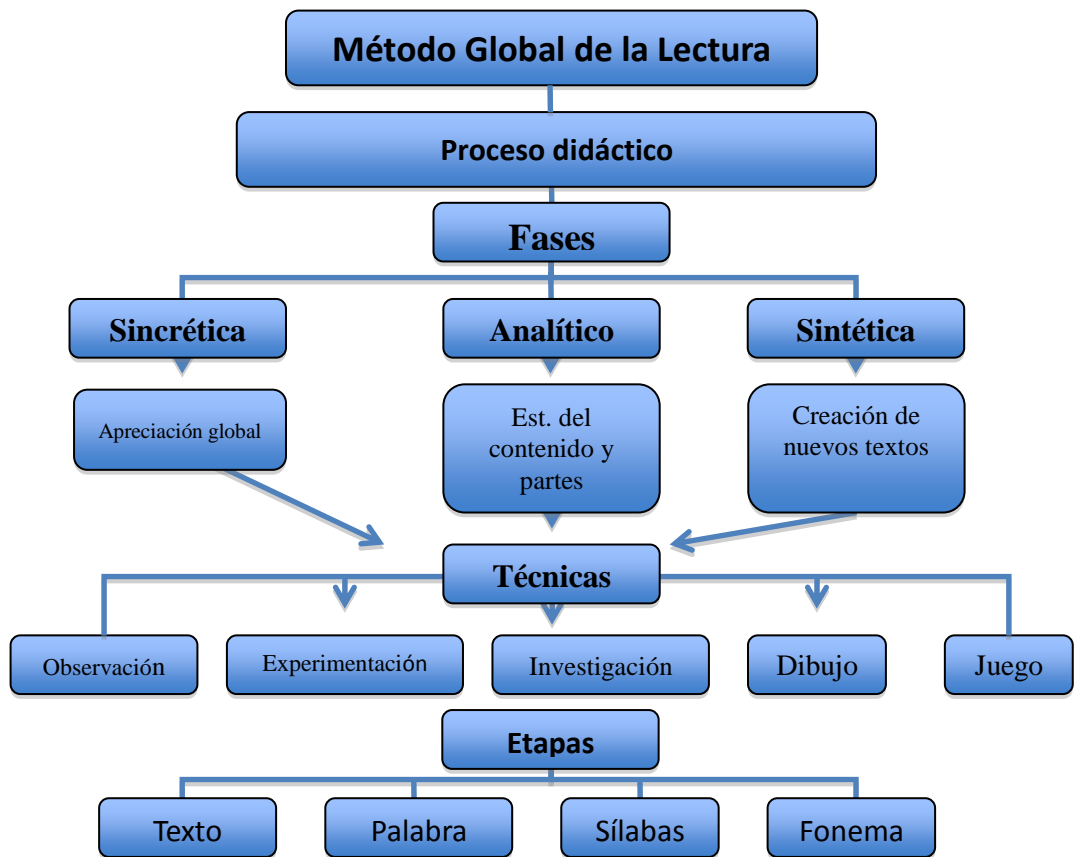 Método Global de la Lectura
Proceso didáctico
Fases
Sincrética
Analítico
Sintética
Apreciación global
Est. del
contenido y
partes
Creación de
nuevos textos
Técnicas
Observación
Experimentación
Investigación
Dibujo
Juego
Etapas
Texto
Palabra
Sílabas
Fonema